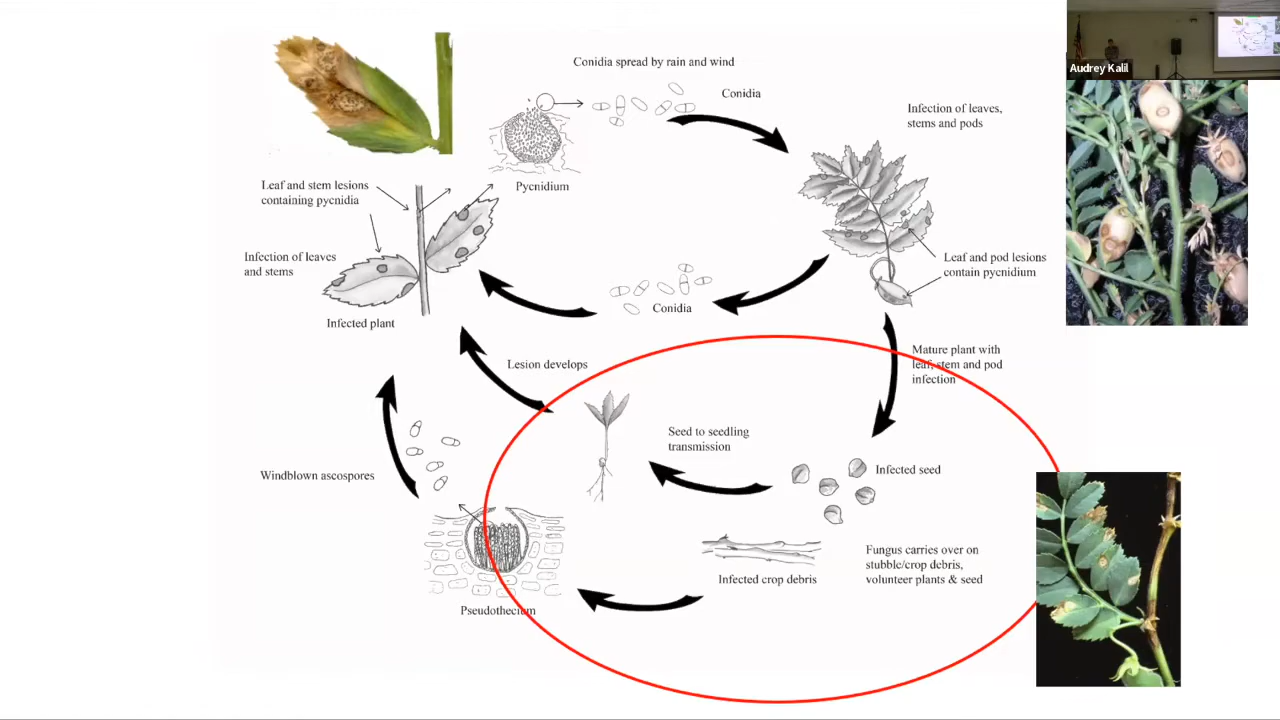 Audrey Kalil
Conidia spread by rain and wind
Conidia
Infection of leaves,
stems and pods
Pycnidium
Leaf and stem lesions
containing pycnidia
Infection of leaves
and stems
Leaf and pod lesions
contain pycnidium
Conidia
Infected plant
Lesion develops
Mature plant with
leaf, stem and pod
infection
Seed to seedling
transmission
Infected seed
Windblown ascospores
Fungus carries over on
stubble/crop debris,
volunteer plants & seed
Infected crop debris
Pseudothecium